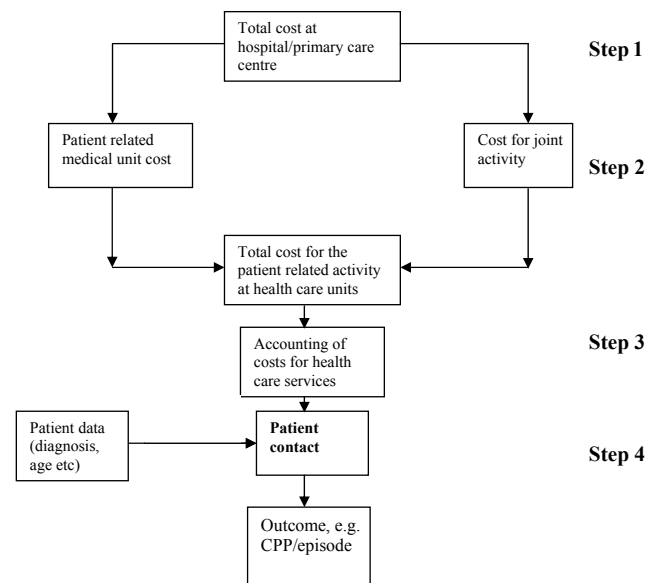 Total cost at
hospital/primary care
centre
Step 1
Patient related
medical unit cost
Cost for joint
activity
Step 2
Total cost for the
patient related activity
at health care units
Accounting of
costs for health
care services
Step 3
Patient data
(diagnosis,
age etc)
Patient
contact
Step 4
Outcome, e.g.
CPP/episode